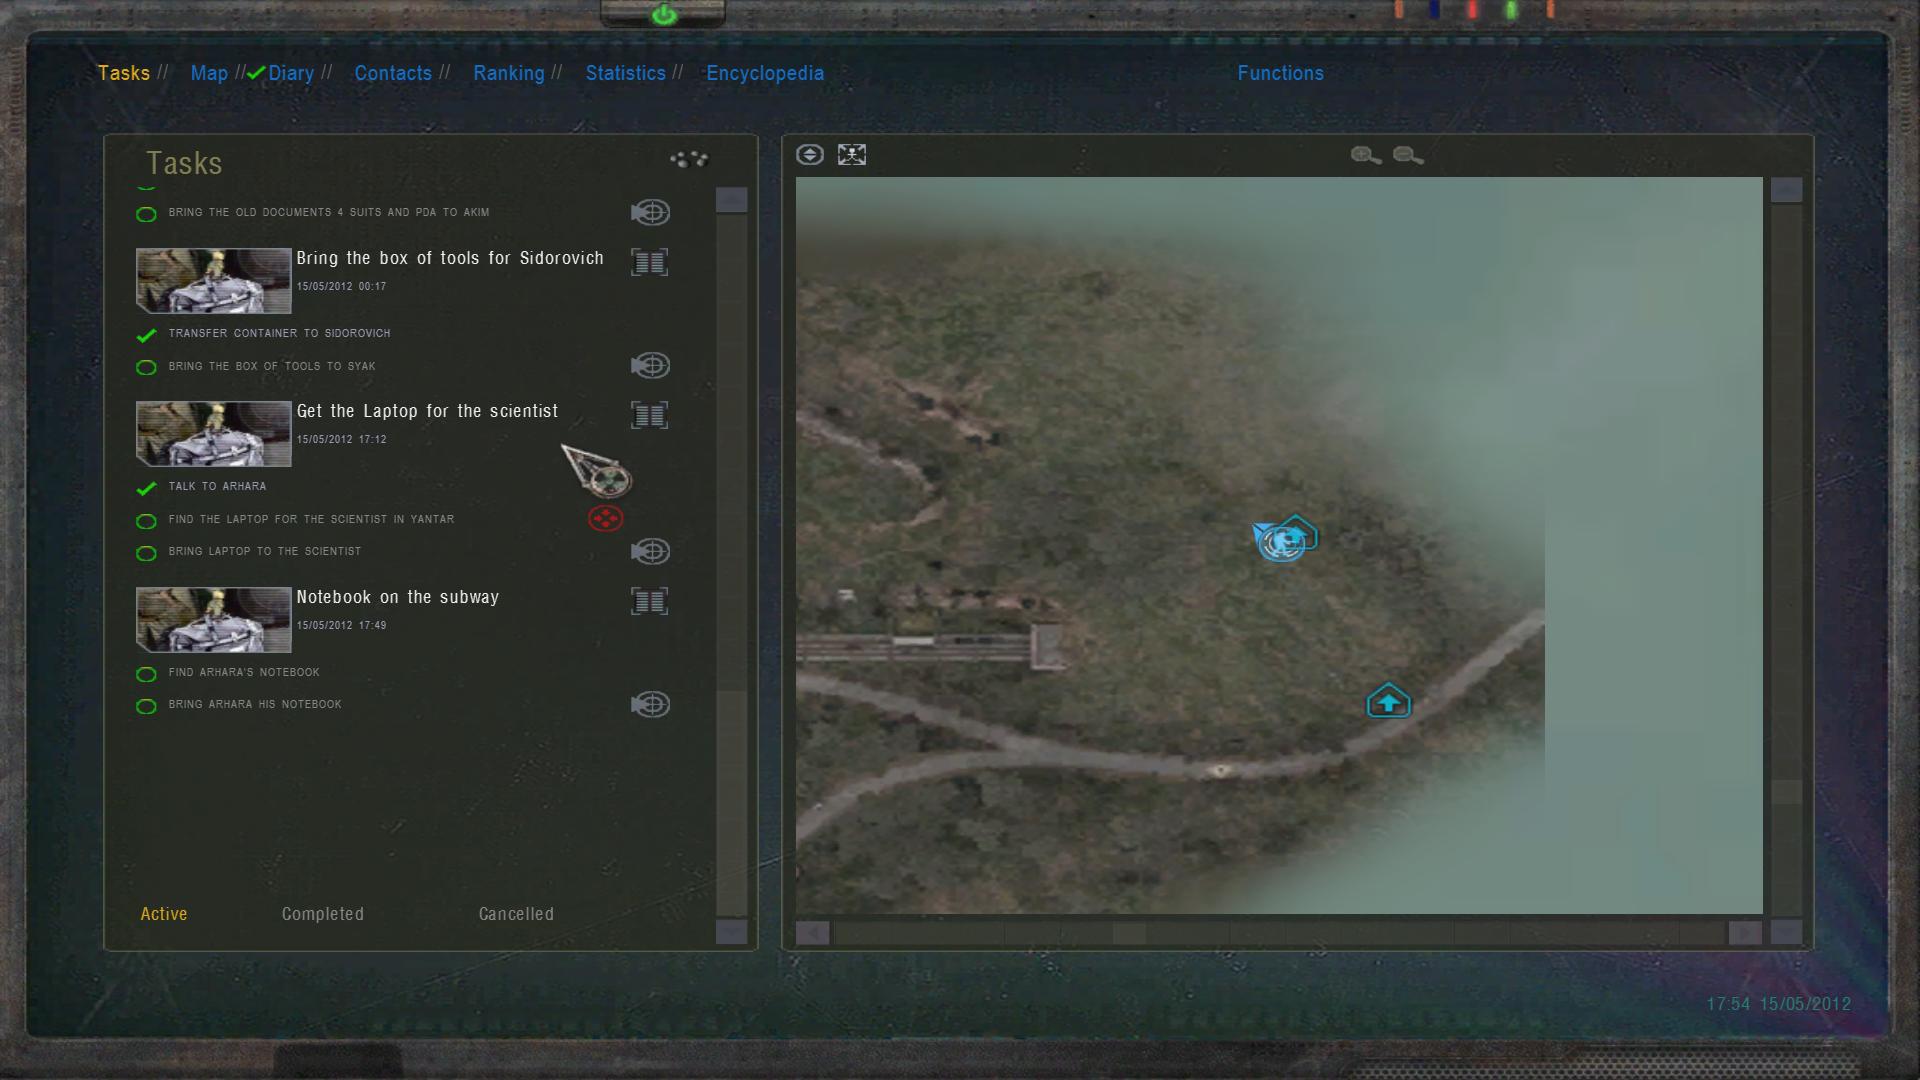 Tasks // Map // Diary // Contacts // Ranking // Statistics // Encyclopedia
Functions
Tasks
BRING THE OLD DOCUMENTS 4 SUITS AND PDA TO AKIM
Bring the box of tools for Sidorovich
15/05/2012 00:17
TRANSFER CONTAINER TO SIDOROVICH
BRING THE BOX OF TOOLS TO SYAK
Get the Laptop for the scientist
15/05/2012 17:12
TALK TO ARHARA
FIND THE LAPTOP FOR THE SCIENTIST IN YANTAR
BRING LAPTOP TO THE SCIENTIST
Notebook on the subway
15/05/2012 17:49
FIND ARHARA'S NOTEBOOK
BRING ARHARA HIS NOTEBOOK
Active
Completed
Cancelled
17:54 15/05/2012